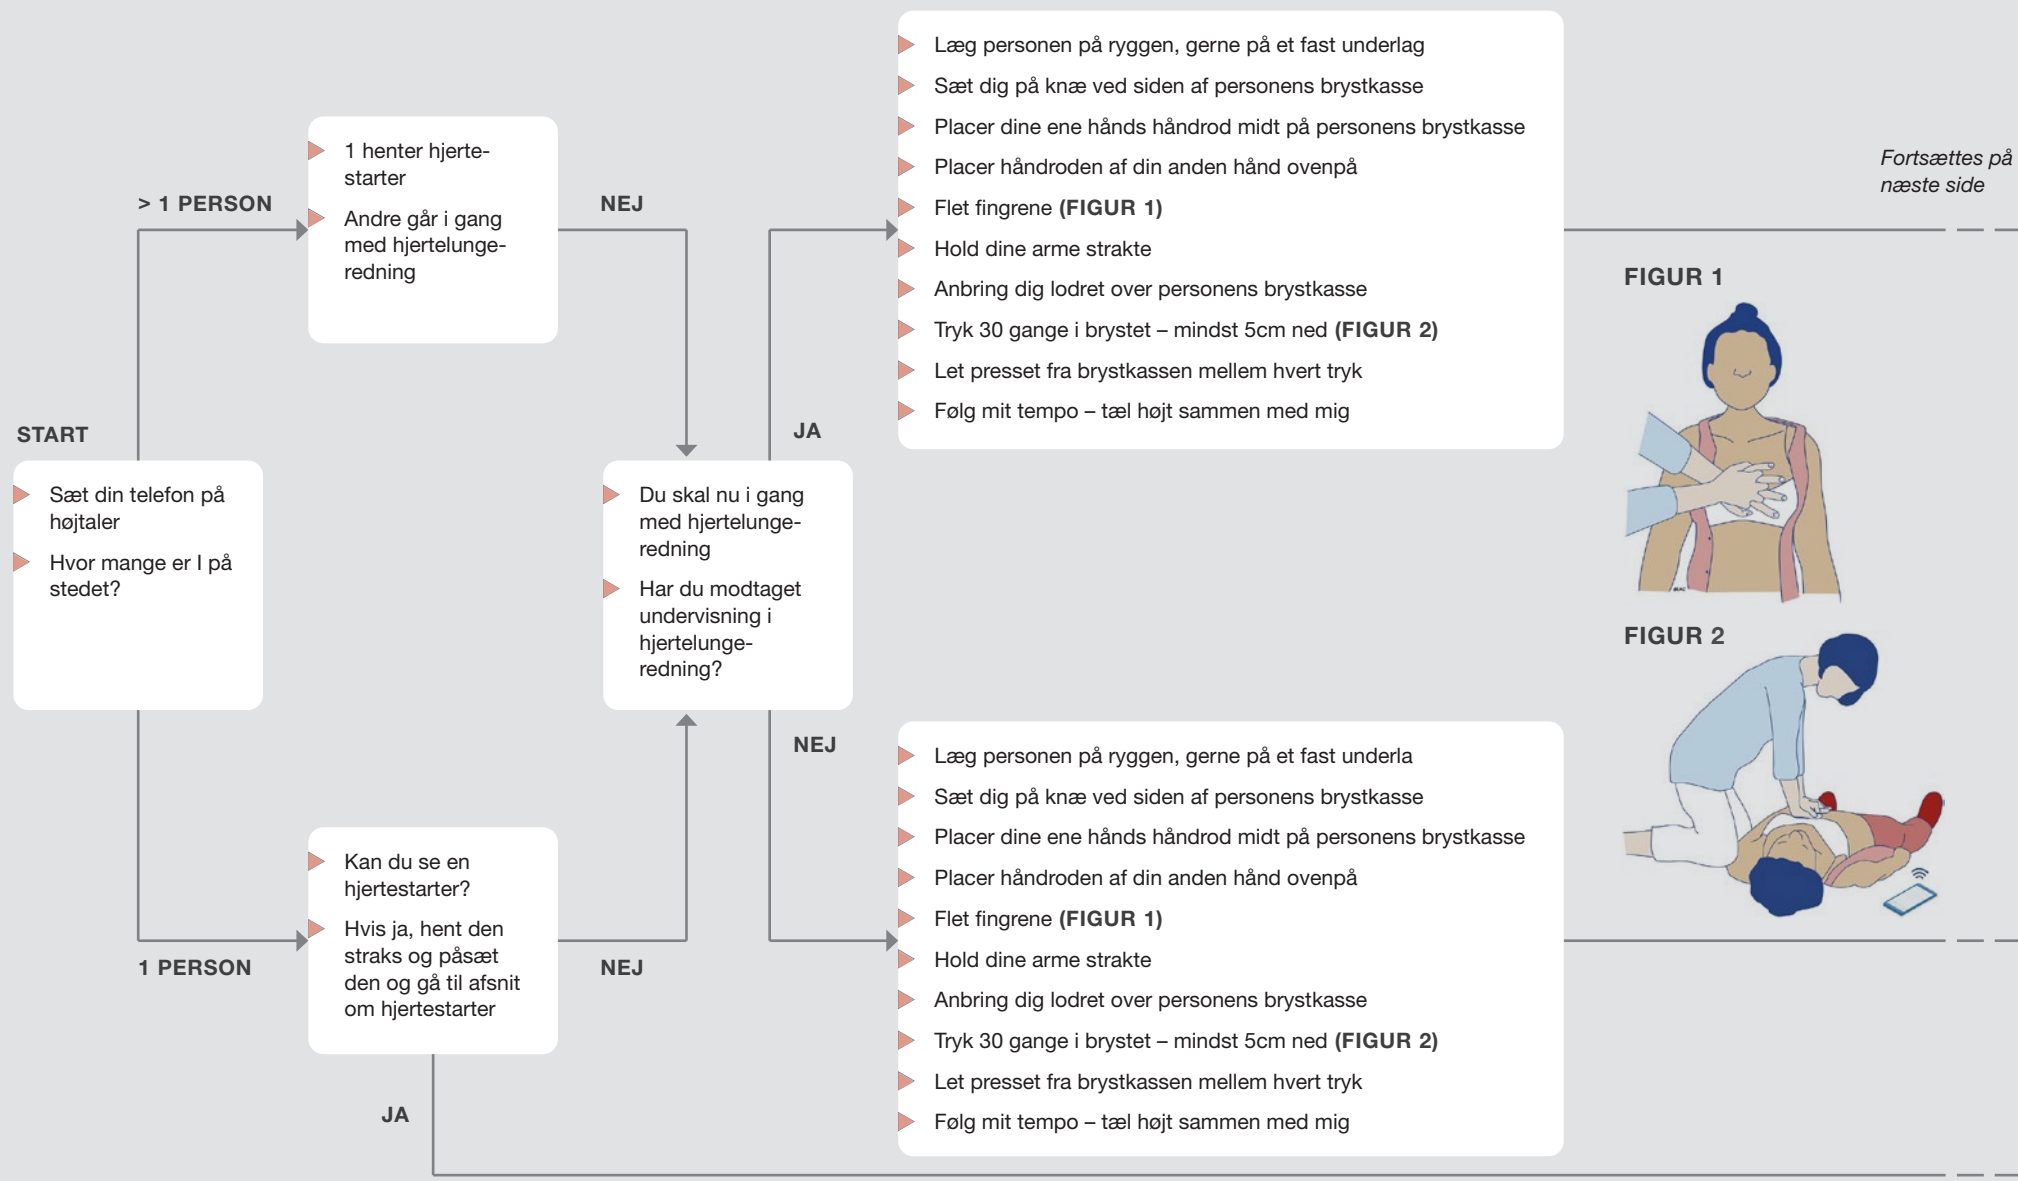 START
Sæt din telefon på
højtaler
Hvor mange er I på
stedet?
> 1 PERSON
1 henter hjerte-
starter
Andre går i gang
med hjertelunge-
redning
NEJ
1 PERSON
Kan du se en
hjertestarter?
Hvis ja, hent den
straks og påsæt
den og gå til afsnit
om hjertestarter
NEJ
JA
Du skal nu i gang
med hjertelunge-
redning
Har du modtaget
undervisning i
hjertelunge-
redning?
JA
Læg personen på ryggen, gerne på et fast underlag
Sæt dig på knæ ved siden af personens brystkasse
Placer dine ene hånds håndrod midt på personens brystkasse
Placer håndroden af din anden hånd ovenpå
Flet fingrene (FIGUR 1)
Hold dine arme strakte
Anbring dig lodret over personens brystkasse
Tryk 30 gange i brystet – mindst 5cm ned (FIGUR 2)
Let presset fra brystkassen mellem hvert tryk
Følg mit tempo – tæl højt sammen med mig
NEJ
Læg personen på ryggen, gerne på et fast underla
Sæt dig på knæ ved siden af personens brystkasse
Placer dine ene hånds håndrod midt på personens brystkasse
Placer håndroden af din anden hånd ovenpå
Flet fingrene (FIGUR 1)
Hold dine arme strakte
Anbring dig lodret over personens brystkasse
Tryk 30 gange i brystet – mindst 5cm ned (FIGUR 2)
Let presset fra brystkassen mellem hvert tryk
Følg mit tempo – tæl højt sammen med mig
Fortsættes på
næste side
FIGUR 1
FIGUR 2